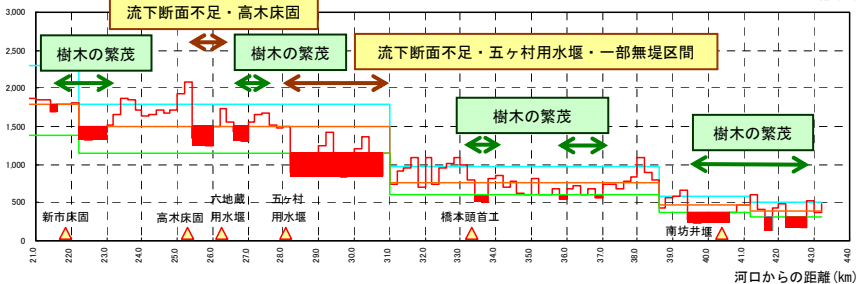 流下断面不足・高木床固
3,000
樹木の繁茂
樹木の繁茂
流下断面不足・五ヶ村用水堰・一部無堤区間
2,500
2,000
樹木の繁茂
樹木の繁茂
1,500
1,000
500
新市床固
高木床固
六地蔵
用水堰
五ヶ村
用水堰
橋本頭首工
南坊井堰
0
21.0 22.0 23.0 24.0 25.0 26.0 27.0 28.0 29.0 30.0 31.0 32.0 33.0 34.0 35.0 36.0 37.0 38.0 39.0 40.0 41.0 42.0 43.0 44.0
河口からの距離(km)